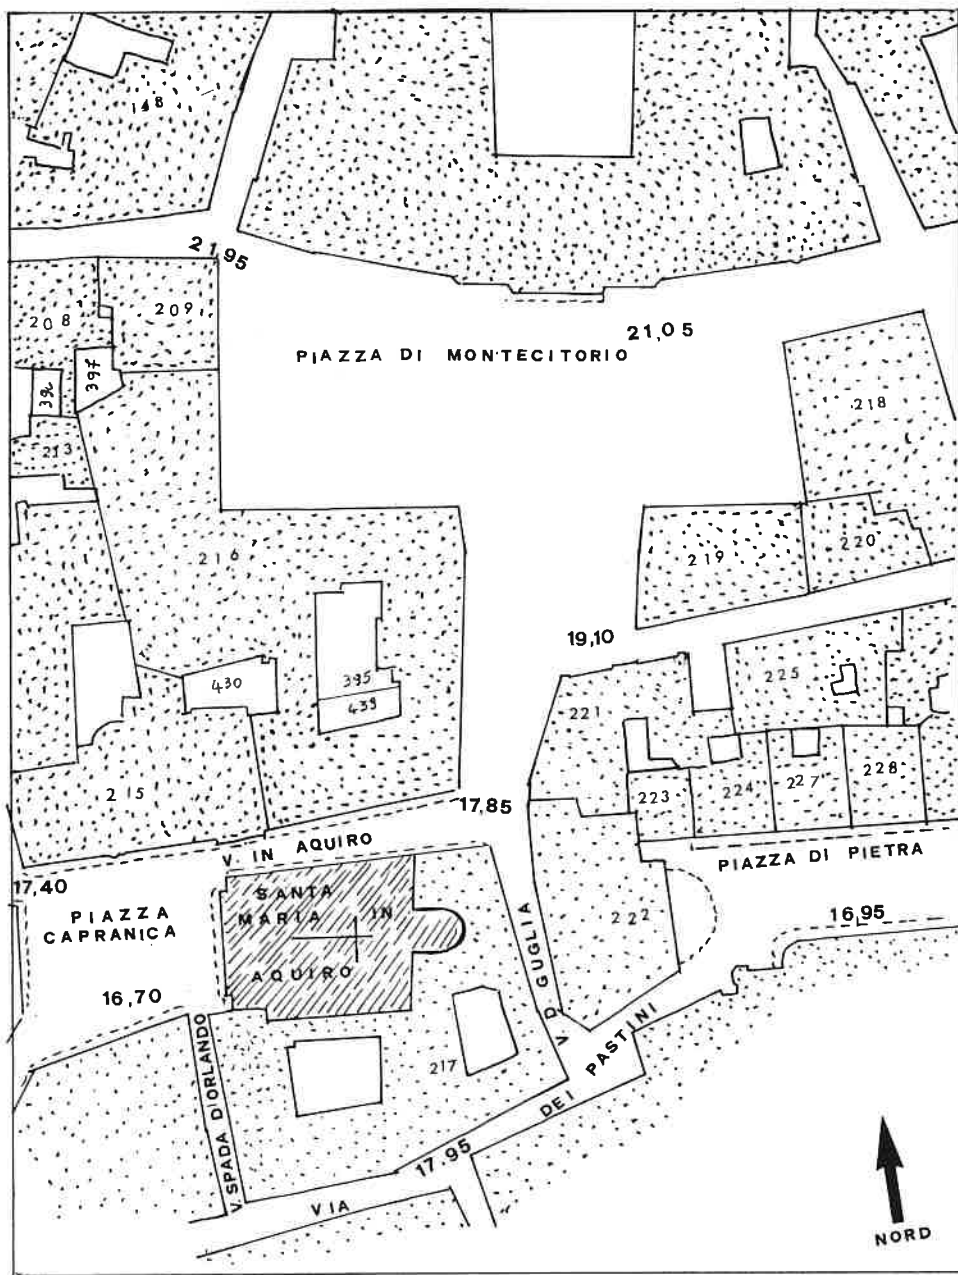 148
21,95
208
209
21,05
PIAZZA DI MONTECITORIO
397
396
218
213
216
219
220
19,10
430
395
439
225
221
215
223
224
227
228
17,85
V. IN AQUIRO
PIAZZA DI PIETRA
17,40
SANTA
MARIA IN
AQUIRO
PIAZZA
CAPRANICA
222
16,95
V. D. GUGLIA
16,70
217
V. SPADA D'ORLANDO
VIA DEI PASTINI
17,95
NORD